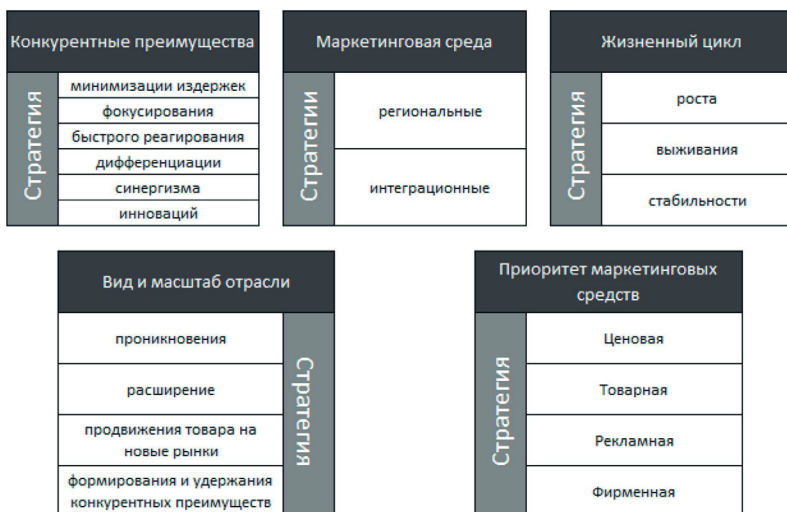 Конкурентные преимущества
Стратегия
минимизации издержек
фокусирования
быстрого реагирования
дифференциации
синергизма
инноваций
Маркетинговая среда
Стратегии
региональные
интеграционные
Жизненный цикл
Стратегия
роста
выживания
стабильности
Вид и масштаб отрасли
проникновения
расширение
продвижения товара на
новые рынки
формирования и удержания
конкурентных преимуществ
Стратегия
Приоритет маркетинговых
средств
Стратегия
Ценовая
Товарная
Рекламная
Фирменная